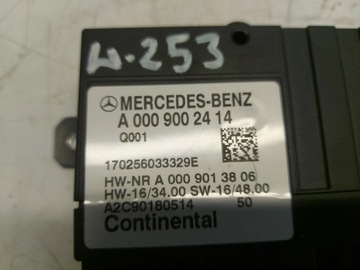 W-253
MERCEDES-BENZ
A 000 900 24 14
Q001
170256033329E
HW-NR A 000 901 38 06
HW-16/34.00 SW-16/48.00
A2C90180514 50
Continental